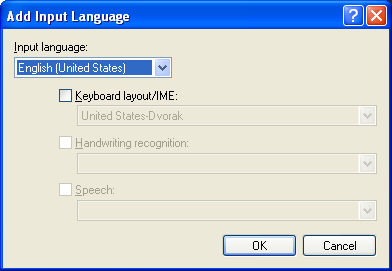 Add Input Language
Input language:
English (United States)
Keyboard layout/IME:
United States-Dvorak
Handwriting recognition:
Speech:
OK
Cancel